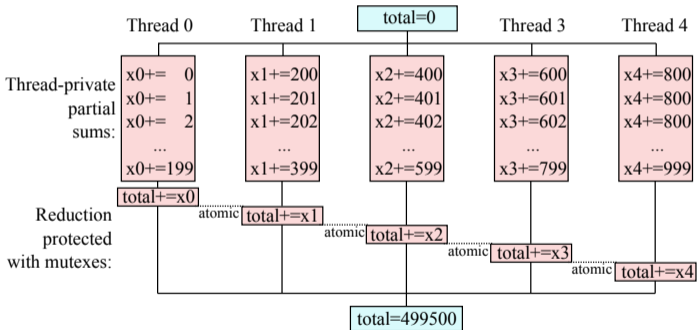 Thread 0
Thread 1
total=0
Thread 3
Thread 4
Thread-private
partial
sums:
x0+= 0
x0+= 1
x0+= 2
...
x0+=199
x1+=200
x1+=201
x1+=202
...
x1+=399
x2+=400
x2+=401
x2+=402
...
x2+=599
x3+=600
x3+=601
x3+=602
...
x3+=799
x4+=800
x4+=800
x4+=800
...
x4+=999
Reduction
protected
with mutexes:
total+=x0
atomic
total+=x1
atomic
total+=x2
atomic
total+=x3
atomic
total+=x4
total=499500